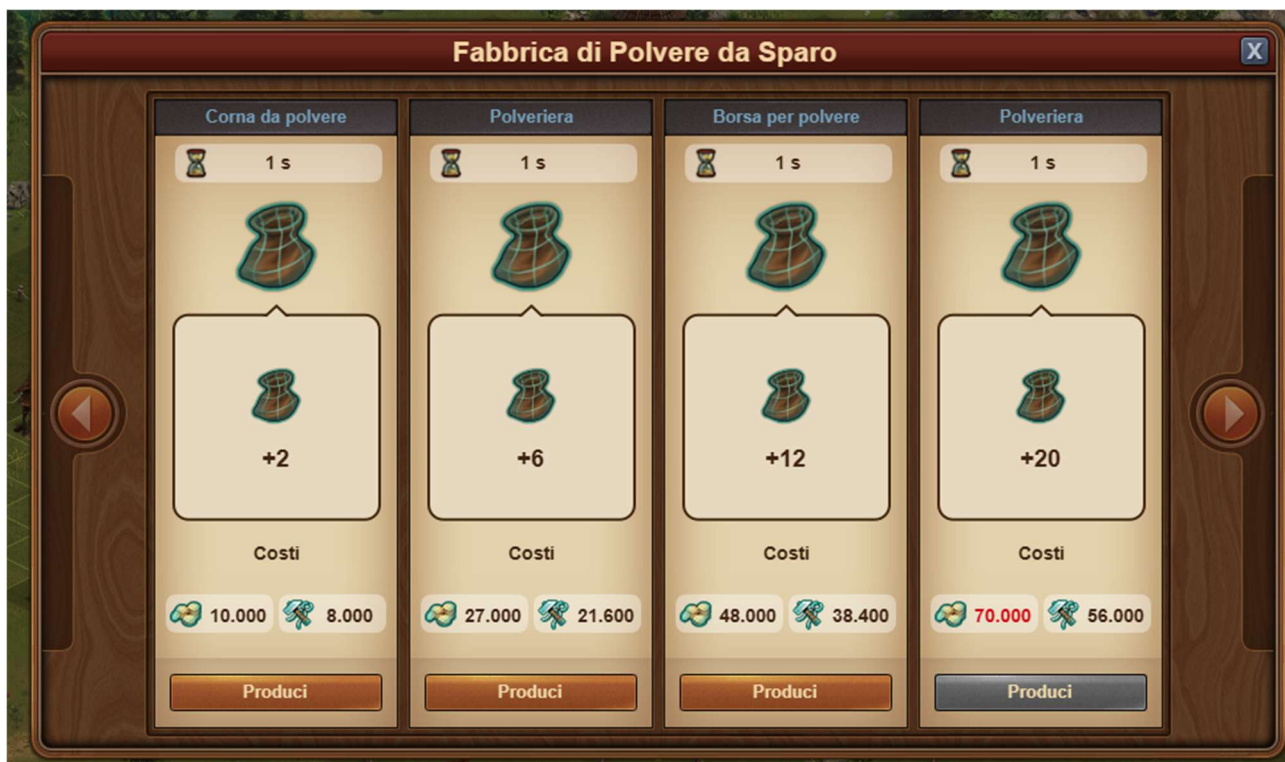 Fabbrica di Polvere da Sparo
X
Corna da polvere
Polveriera
Borsa per polvere
Polveriera
1 s
1 s
1 s
1 s
+2
+6
+12
+20
Costi
Costi
Costi
Costi
10.000 8.000
27.000 21.600
48.000 38.400
70.000 56.000
Produci
Produci
Produci
Produci